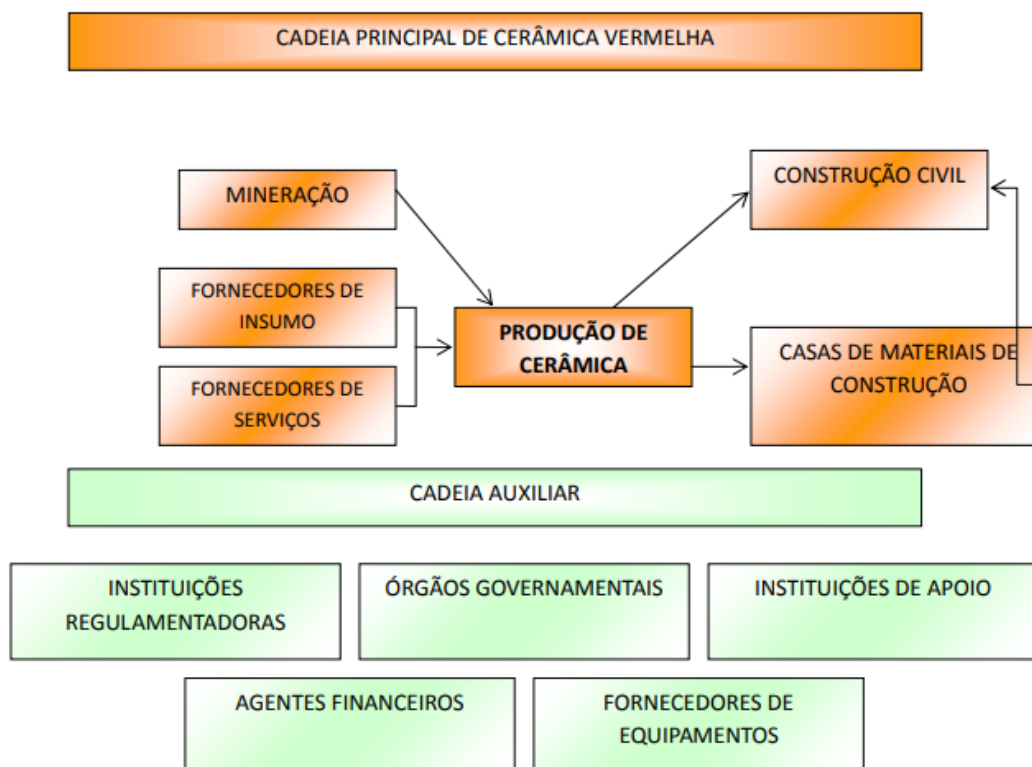 CADEIA PRINCIPAL DE CERÂMICA VERMELHA
MINERAÇÃO
CONSTRUÇÃO CIVIL
FORNECEDORES DE
INSUMO
PRODUÇÃO DE
CERÂMICA
CASAS DE MATERIAIS DE
CONSTRUÇÃO
FORNECEDORES DE
SERVIÇOS
CADEIA AUXILIAR
INSTITUIÇÕES
REGULAMENTADORAS
ÓRGÃOS GOVERNAMENTAIS
INSTITUIÇÕES DE APOIO
AGENTES FINANCEIROS
FORNECEDORES DE
EQUIPAMENTOS